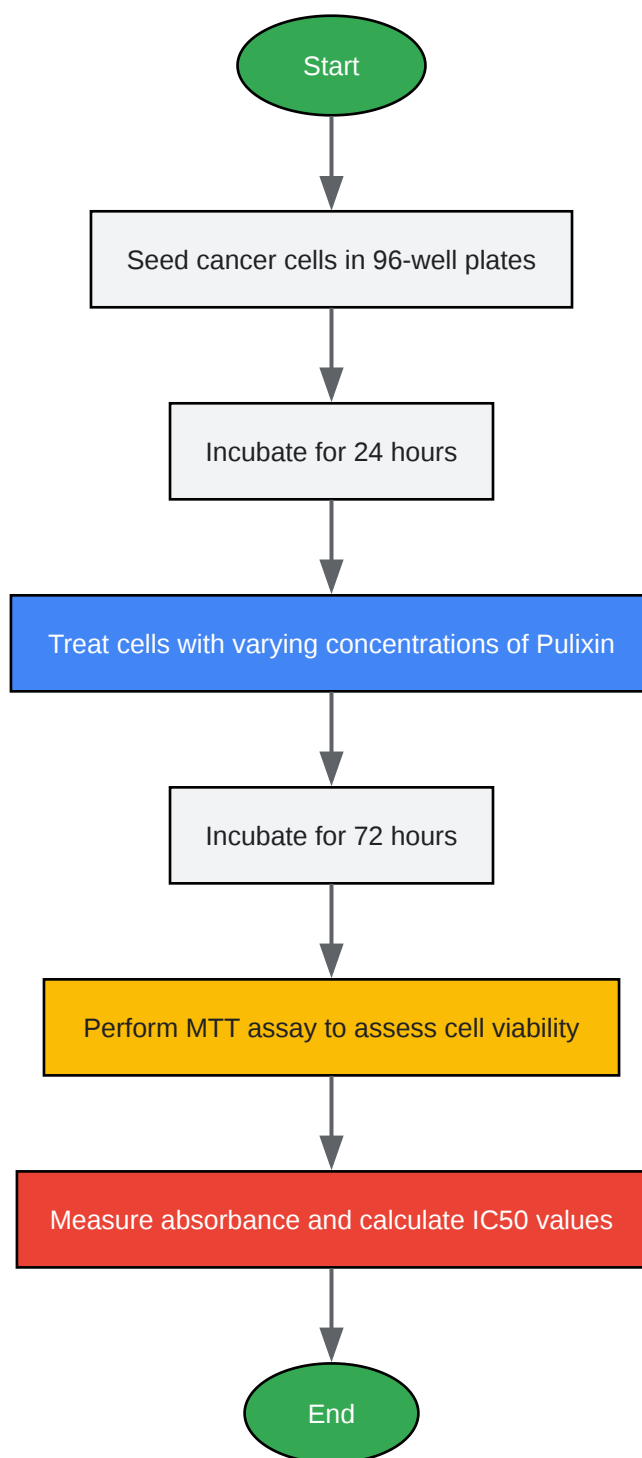 Start
Seed cancer cells in 96-well plates
Incubate for 24 hours
Treat cells with varying concentrations of Pulixin
Incubate for 72 hours
Perform MTT assay to assess cell viability
Measure absorbance and calculate IC50 values
End